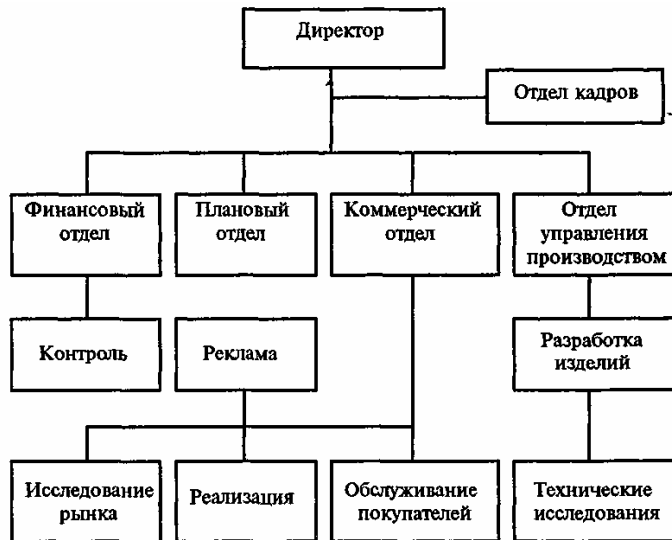 Директор
Отдел кадров
Финансовый
отдел
Плановый
отдел
Коммерческий
отдел
Отдел
управления
производством
Контроль
Реклама
Разработка
изделий
Исследование
рынка
Реализация
Обслуживание
покупателей
Технические
исследования